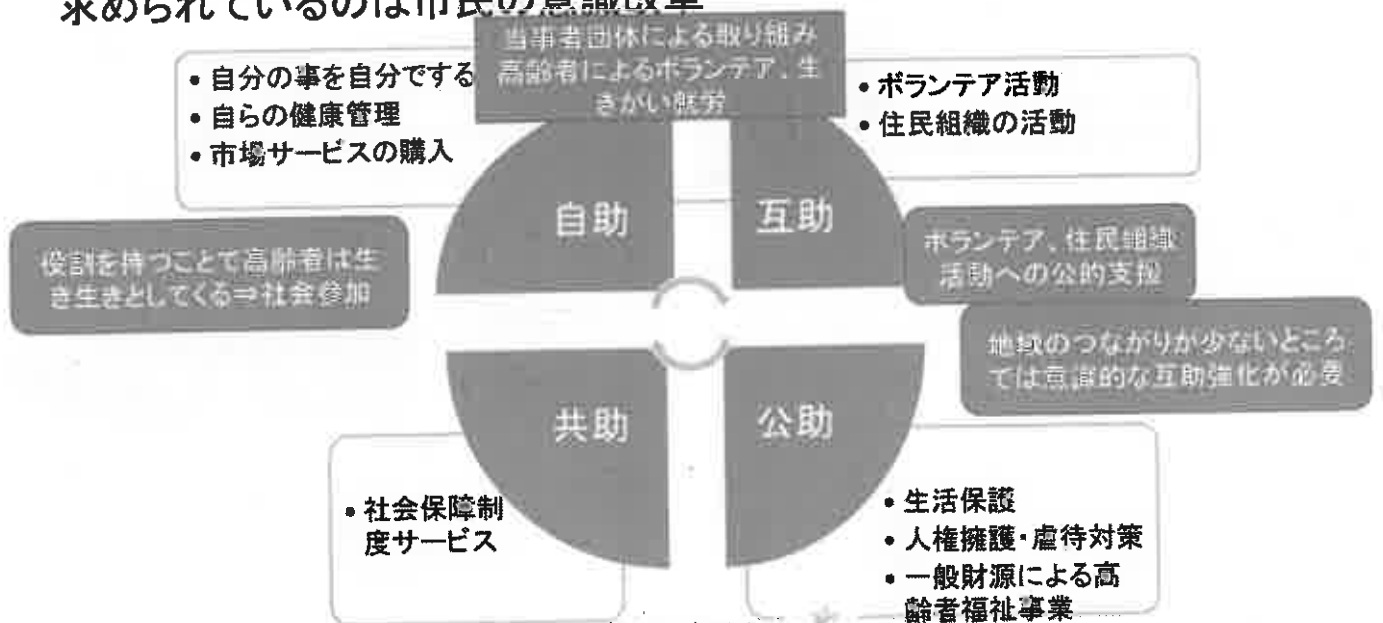 求められているのは市民の意識改革
当事者団体による取り組み
高齢者によるボランテア、生
きがい就労
• 自分の事を自分でする
• 自らの健康管理
• 市場サービスの購入
• ボランテア活動
• 住民組織の活動
自助
互助
役割を持つことで高齢者は生
き生きとしてくる⇒社会参加
ボランテア、住民組織
活動への公的支援
地域のつながりが少ないところ
では意識的な互助強化が必要
共助
公助
• 社会保障制
度サービス
• 生活保護
• 人権擁護・虐待対策
• 一般財源による高
齢者福祉事業